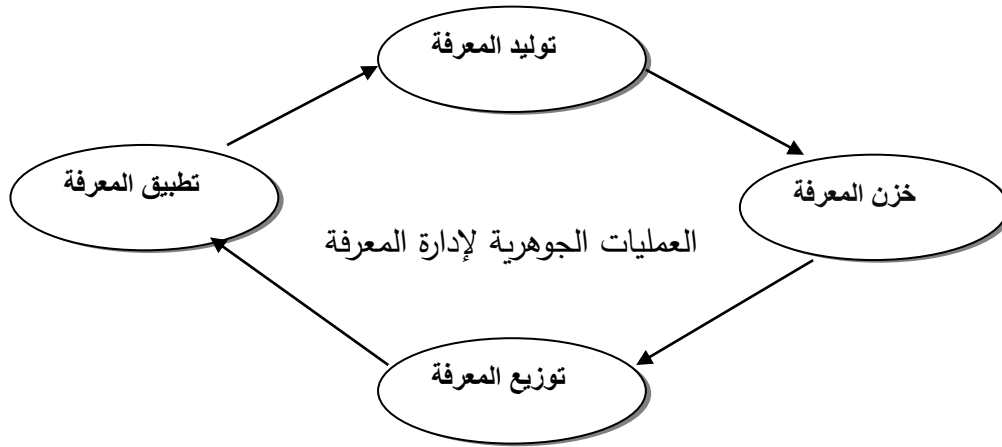 توليد المعرفة
خزن المعرفة
تطبيق المعرفة
العمليات الجوهرية لإدارة المعرفة
توزيع المعرفة